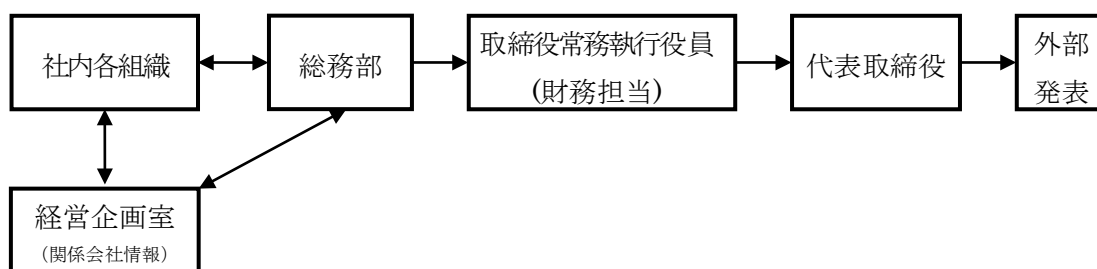 社内各組織
総務部
取締役常務執行役員
(財務担当)
代表取締役
外部
発表
経営企画室
(関係会社情報)